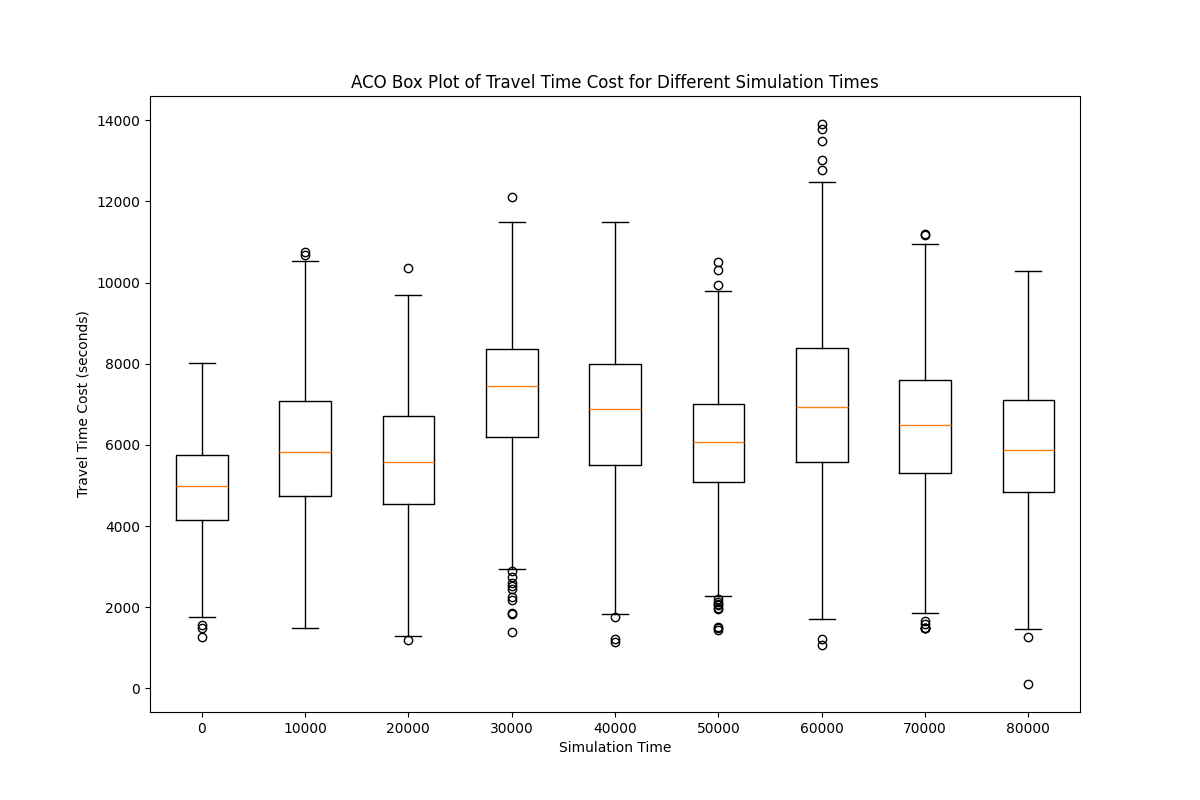 ACO Box Plot of Travel Time Cost for Different Simulation Times
Travel Time Cost (seconds)
14000
12000
10000
8000
6000
4000
2000
0
0 10000 20000 30000 40000 50000 60000 70000 80000
Simulation Time